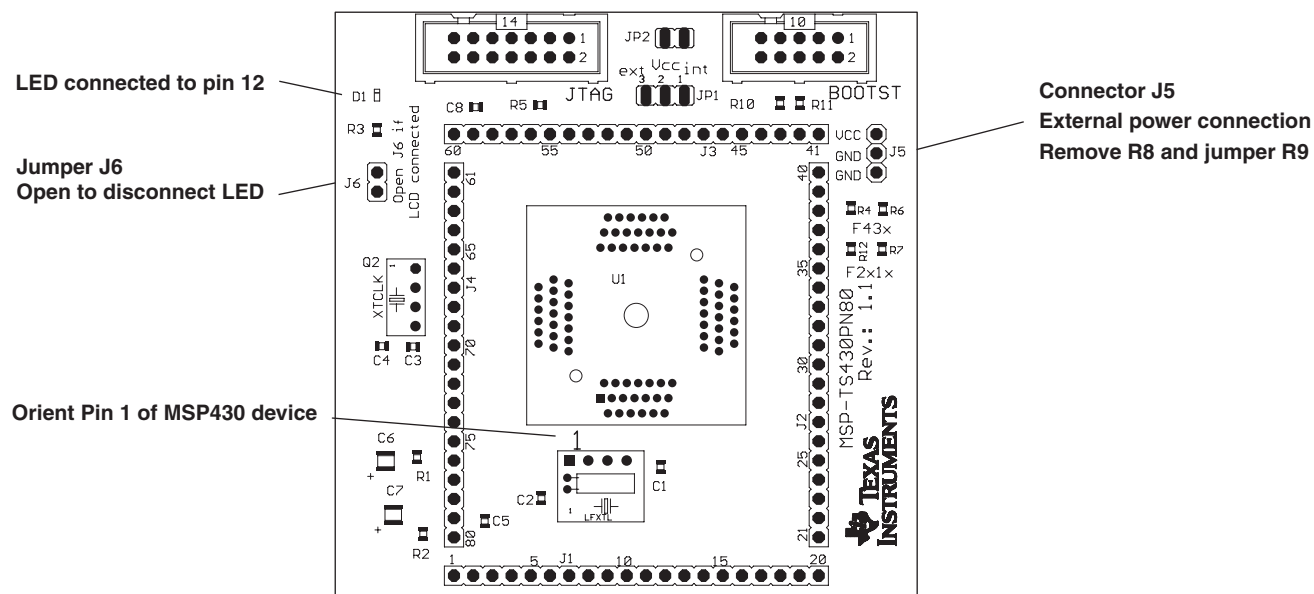 14
10
1
2
1
2
JP2
ext Vcc int
3 2 1
JP1
JTAG
BOOTST
LED connected to pin 12
D1
C8
R5
R10
R11
R3
Open J6 if
LCD connected
J6
Jumper J6
Open to disconnect LED
60
55
50
J3
45
41
VCC
GND
GND
J5
Connector J5
External power connection
Remove R8 and jumper R9
61
65
J4
70
75
80
40
35
30
J2
25
21
R4
R6
F43x
R12
R7
F2x1x
U1
Q2
1
XTCLK
C4
C3
MSP-TS430PN80
Rev.: 1.1
Orient Pin 1 of MSP430 device
1
C6
+
R1
C7
+
R2
C5
C2
C1
1
LFXTL
TEXAS
INSTRUMENTS
1
5
J1
10
15
20